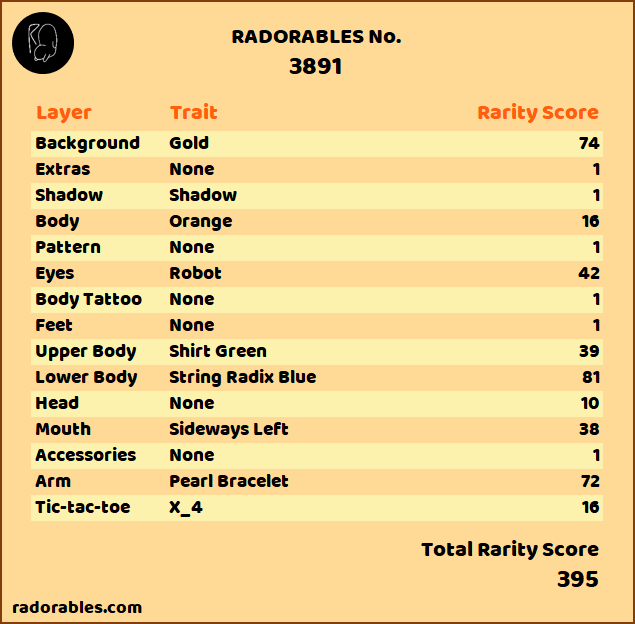 RADORABLES No.
3891
Layer Trait Rarity Score
Background Gold 74
Extras None 1
Shadow Shadow 1
Body Orange 16
Pattern None 1
Eyes Robot 42
Body Tattoo None 1
Feet None 1
Upper Body Shirt Green 39
Lower Body String Radix Blue 81
Head None 10
Mouth Sideways Left 38
Accessories None 1
Arm Pearl Bracelet 72
Tic-tac-toe X_4 16
Total Rarity Score
395
radorables.com